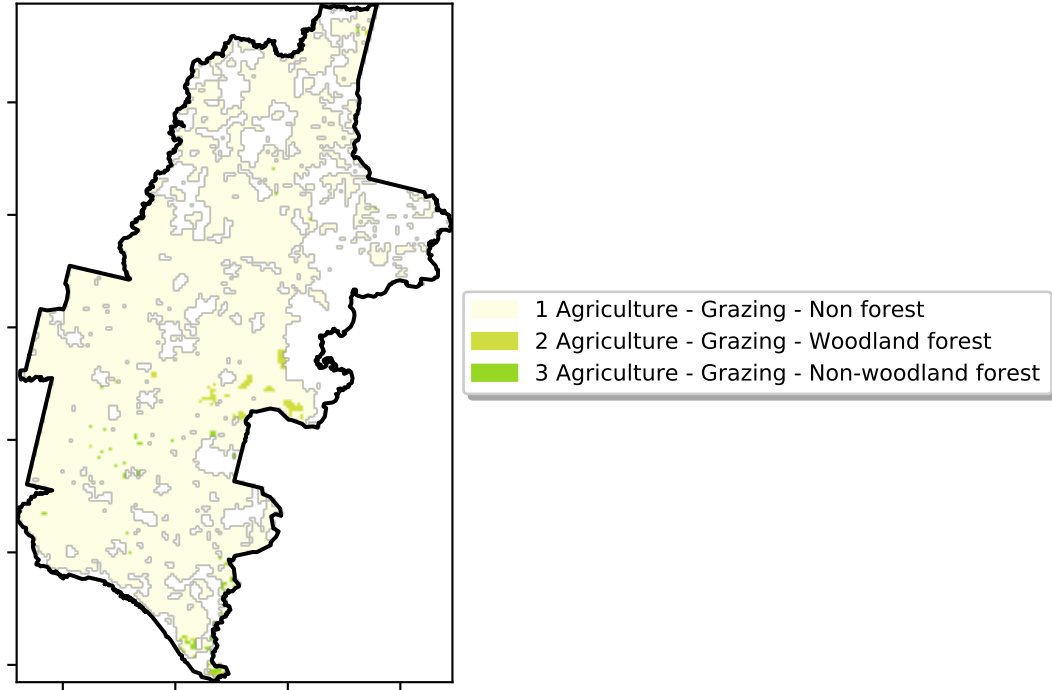 1 Agriculture - Grazing - Non forest
2 Agriculture - Grazing - Woodland forest
3 Agriculture - Grazing - Non-woodland forest